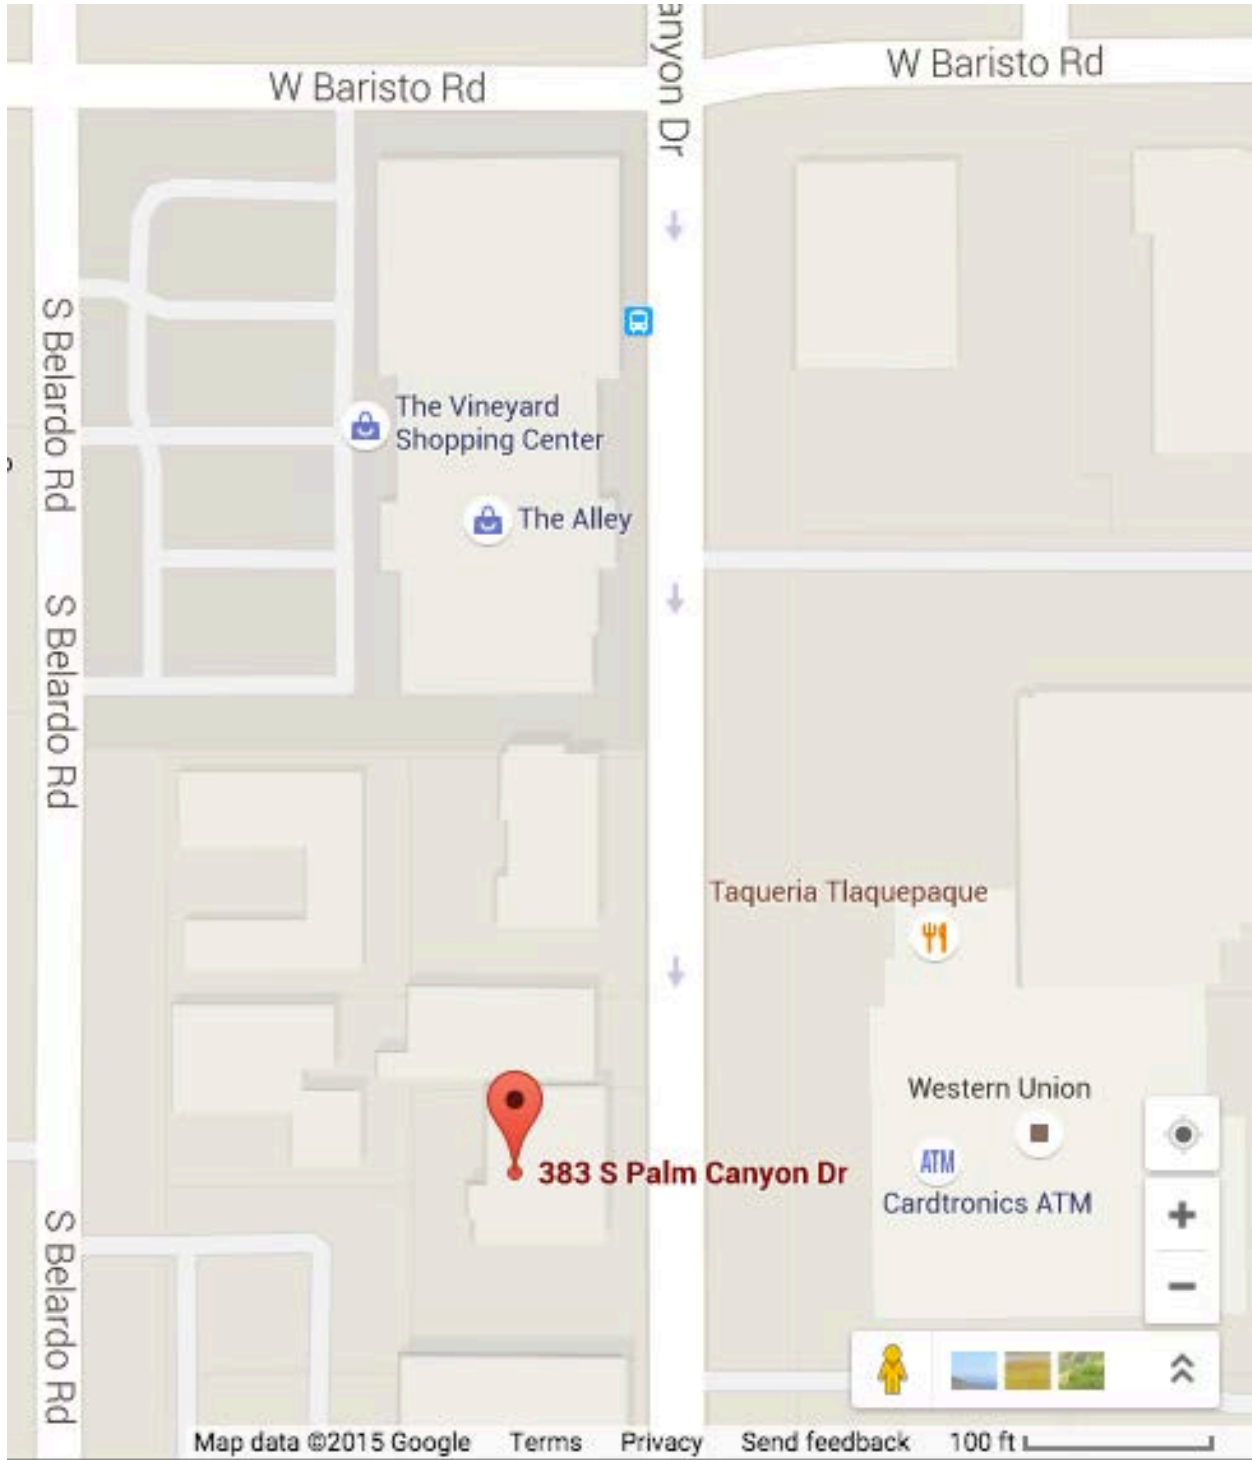 anyon Dr
W Baristo Rd
W Baristo Rd
S Belardo Rd
The Vineyard
Shopping Center
The Alley
S Belardo Rd
Taqueria Tlaquepaque
Western Union
383 S Palm Canyon Dr
ATM
Cardtronics ATM
S Belardo Rd
Map data ©2015 Google Terms Privacy Send feedback 100 ft